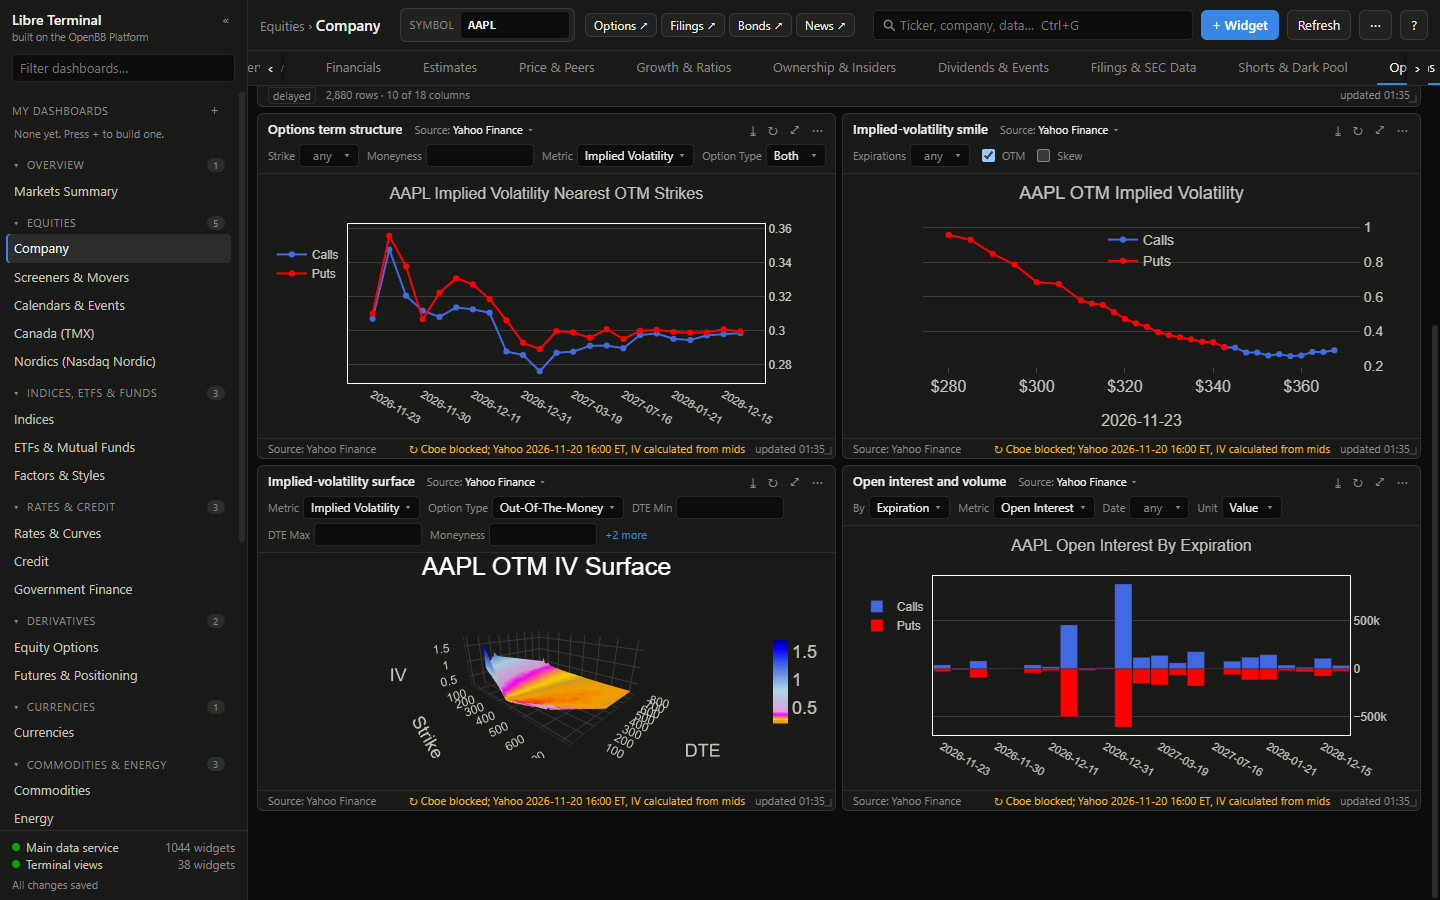 Libre Terminal
«
built on the OpenBB Platform
Filter dashboards...
MY DASHBOARDS +
None yet. Press + to build one.
OVERVIEW 1
Markets Summary
EQUITIES 5
Company
Screeners & Movers
Calendars & Events
Canada (TMX)
Nordics (Nasdaq Nordic)
INDICES, ETFS & FUNDS 3
Indices
ETFs & Mutual Funds
Factors & Styles
RATES & CREDIT 3
Rates & Curves
Credit
Government Finance
DERIVATIVES 2
Equity Options
Futures & Positioning
CURRENCIES 1
Currencies
COMMODITIES & ENERGY 3
Commodities
Energy
Main data service 1044 widgets
Terminal views 38 widgets
All changes saved
Equities › Company
SYMBOL AAPL
Options ↗
Filings ↗
Bonds ↗
News ↗
Ticker, company, data... Ctrl+G
+ Widget
Refresh
...
?
‹ Financials Estimates Price & Peers Growth & Ratios Ownership & Insiders Dividends & Events Filings & SEC Data Shorts & Dark Pool Op › s
delayed 2,880 rows · 10 of 18 columns updated 01:35
Options term structure Source: Yahoo Finance
Strike any Moneyness Metric Implied Volatility Option Type Both
AAPL Implied Volatility Nearest OTM Strikes
Calls
Puts
0.36
0.34
0.32
0.3
0.28
2026-11-23 2026-11-30 2026-12-11 2026-12-31 2027-03-19 2027-07-16 2028-01-21 2028-12-15
Source: Yahoo Finance ↻ Cboe blocked; Yahoo 2026-11-20 16:00 ET, IV calculated from mids updated 01:35
Implied-volatility smile Source: Yahoo Finance
Expirations any OTM Skew
AAPL OTM Implied Volatility
Calls
Puts
1
0.8
0.6
0.4
0.2
$280 $300 $320 $340 $360
2026-11-23
Source: Yahoo Finance ↻ Cboe blocked; Yahoo 2026-11-20 16:00 ET, IV calculated from mids updated 01:35
Implied-volatility surface Source: Yahoo Finance
Metric Implied Volatility Option Type Out-Of-The-Money DTE Min
DTE Max Moneyness +2 more
AAPL OTM IV Surface
IV
1.5
1
0.5
Strike
100
200
300
400
500
600
DTE
100
200
300
800
1.5
1
0.5
Source: Yahoo Finance ↻ Cboe blocked; Yahoo 2026-11-20 16:00 ET, IV calculated from mids updated 01:35
Open interest and volume Source: Yahoo Finance
By Expiration Metric Open Interest Date any Unit Value
AAPL Open Interest By Expiration
Calls
Puts
500k
0
−500k
2026-11-23 2026-11-30 2026-12-11 2026-12-31 2027-03-19 2027-07-16 2028-01-21 2028-12-15
Source: Yahoo Finance ↻ Cboe blocked; Yahoo 2026-11-20 16:00 ET, IV calculated from mids updated 01:35